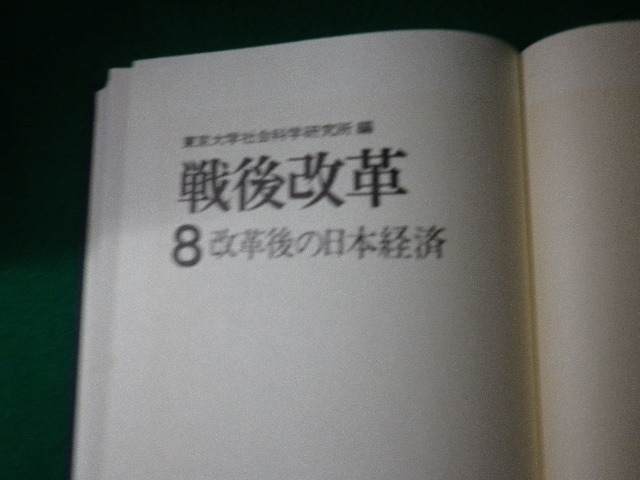 東京大学社会科学研究所 編
戦後改革
8 改革後の日本経済